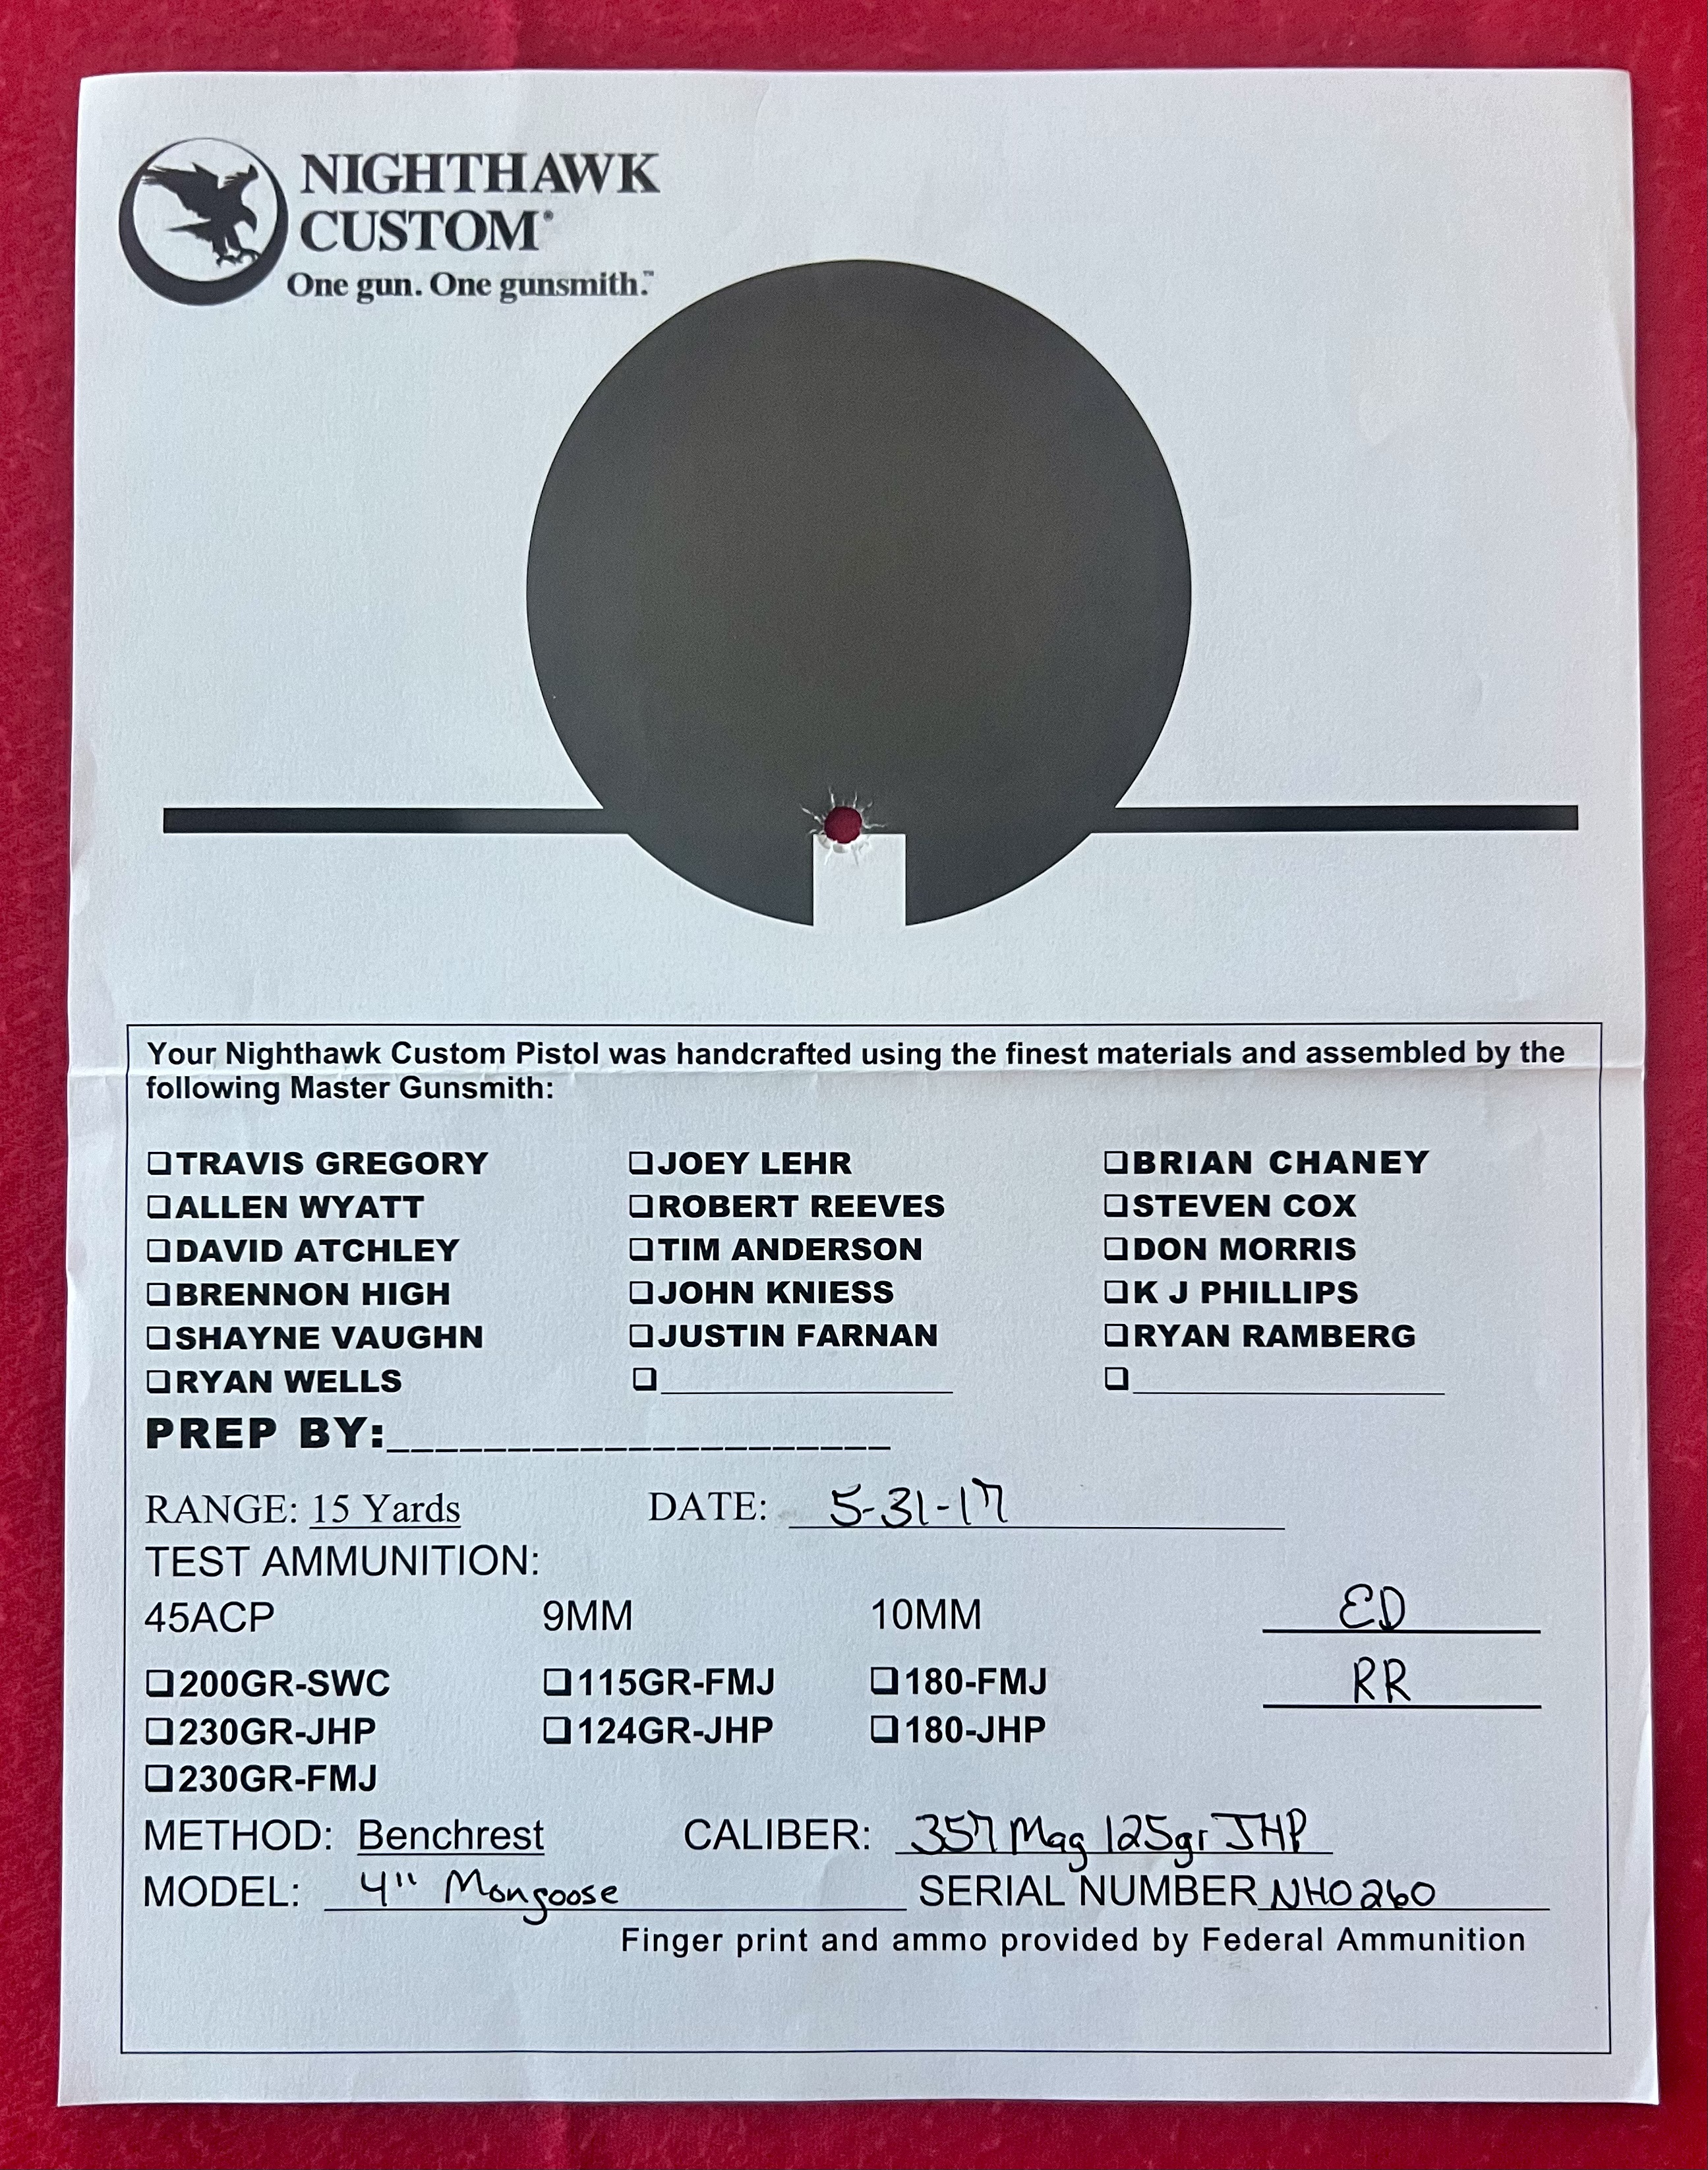 NIGHTHAWK
CUSTOM®
One gun. One gunsmith.™
Your Nighthawk Custom Pistol was handcrafted using the finest materials and assembled by the
following Master Gunsmith:
❑TRAVIS GREGORY ❑JOEY LEHR ❑BRIAN CHANEY
❑ALLEN WYATT ❑ROBERT REEVES ❑STEVEN COX
❑DAVID ATCHLEY ❑TIM ANDERSON ❑DON MORRIS
❑BRENNON HIGH ❑JOHN KNIESS ❑K J PHILLIPS
❑SHAYNE VAUGHN ❑JUSTIN FARNAN ❑RYAN RAMBERG
❑RYAN WELLS ❑____________ ❑____________
PREP BY:_____________________
RANGE: 15 Yards DATE: 5-31-17
TEST AMMUNITION:
45ACP 9MM 10MM ED
❑200GR-SWC ❑115GR-FMJ ❑180-FMJ RR
❑230GR-JHP ❑124GR-JHP ❑180-JHP
❑230GR-FMJ
METHOD: Benchrest CALIBER: 357 Mag 125gr JHP
MODEL: 4" Mongoose SERIAL NUMBER NH0260
Finger print and ammo provided by Federal Ammunition